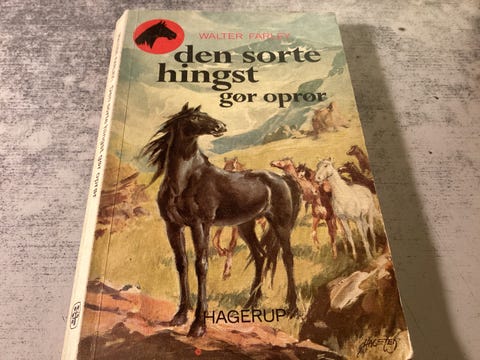 WALTER FARLEY
den sorte
hingst
gør oprør
HAGERUP